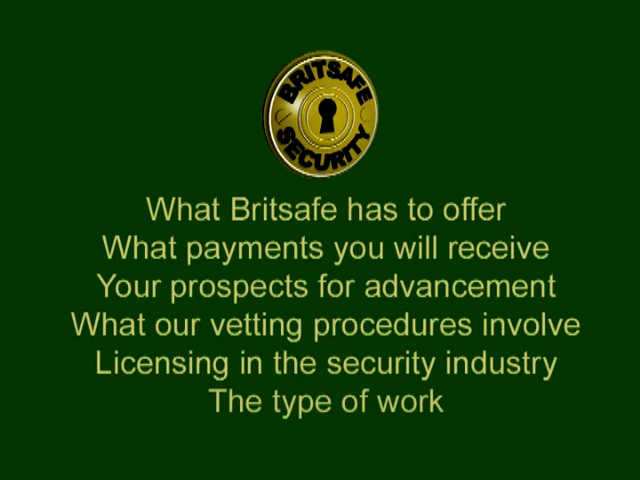 BRITSAFE
SECURITY
What Britsafe has to offer
What payments you will receive
Your prospects for advancement
What our vetting procedures involve
Licensing in the security industry
The type of work